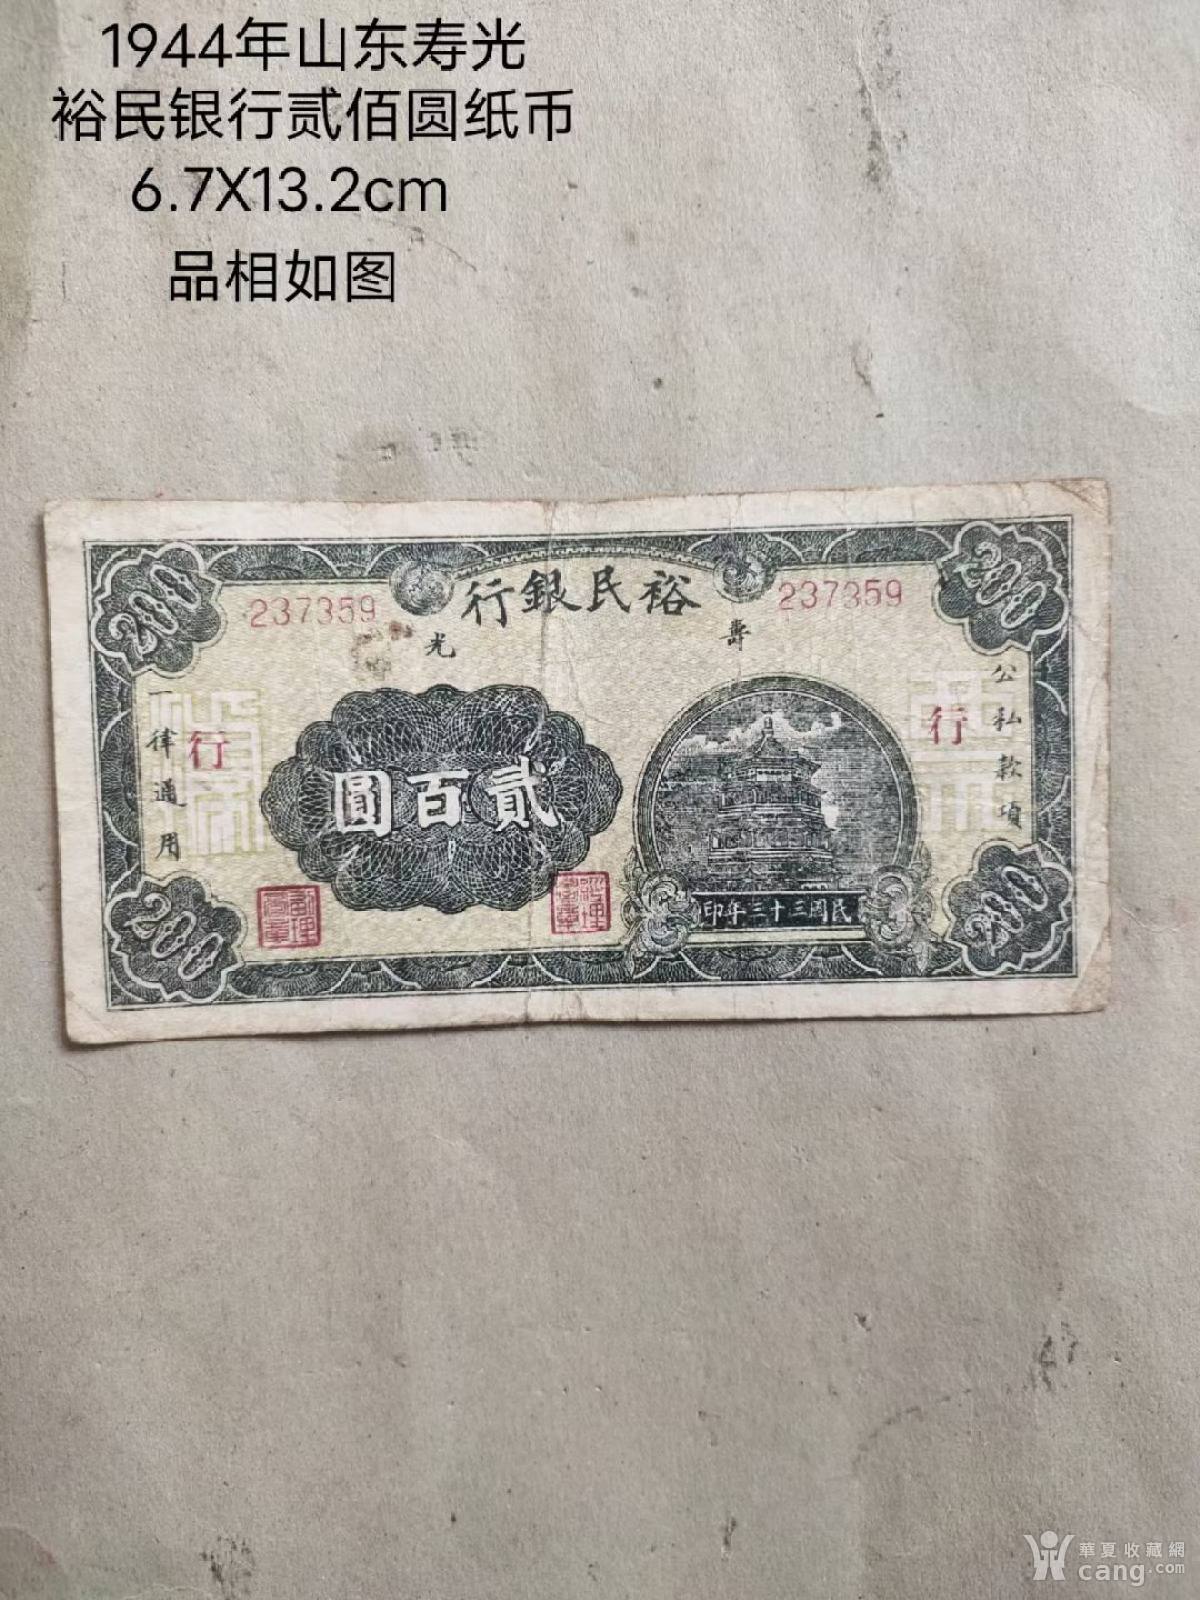 1944年山东寿光
裕民银行贰佰圆纸币
6.7X13.2cm
品相如图
200
200
237359
裕民銀行
237359
壽
光
公私款項
一律通用
行
行
貳百圓
民國三十三年印
經理
200
200
華夏收藏網
cang.com